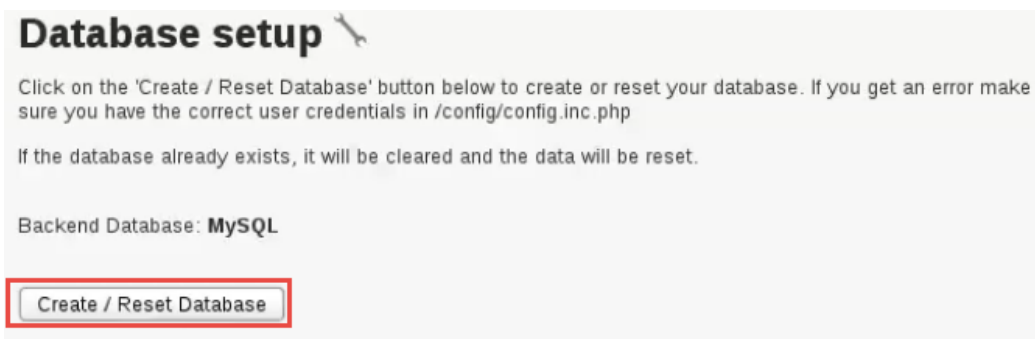 Database setup
Click on the 'Create / Reset Database' button below to create or reset your database. If you get an error make
sure you have the correct user credentials in /config/config.inc.php
If the database already exists, it will be cleared and the data will be reset.
Backend Database: MySQL
Create / Reset Database